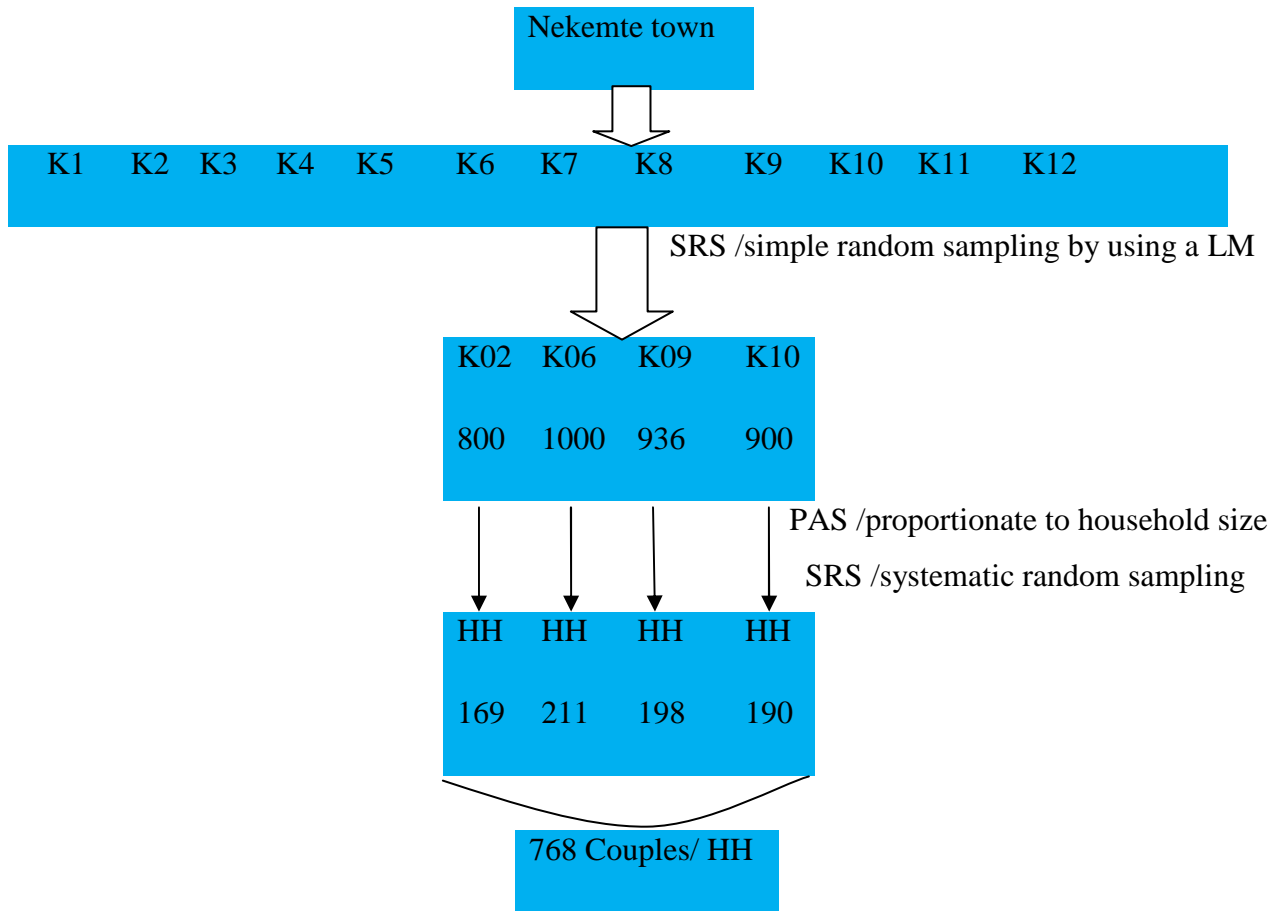 Nekemte town
K1 K2 K3 K4 K5 K6 K7 K8 K9 K10 K11 K12
SRS /simple random sampling by using a LM
K02 K06 K09 K10
800 1000 936 900
PAS /proportionate to household size
SRS /systematic random sampling
HH HH HH HH
169 211 198 190
768 Couples/ HH